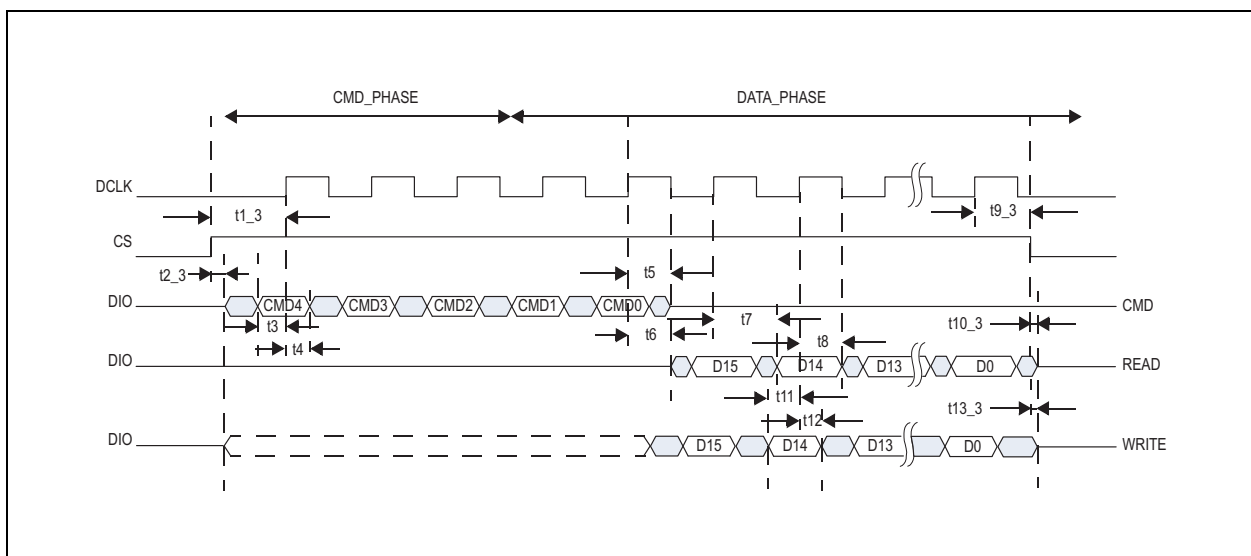 CMD_PHASE DATA_PHASE
DCLK
t1_3 t9_3
CS
t2_3 t5
DIO CMD4 CMD3 CMD2 CMD1 CMD0 CMD
t3 t7 t10_3
t4 t6 t8
DIO D15 D14 D13 D0 READ
t11
t12 t13_3
DIO D15 D14 D13 D0 WRITE